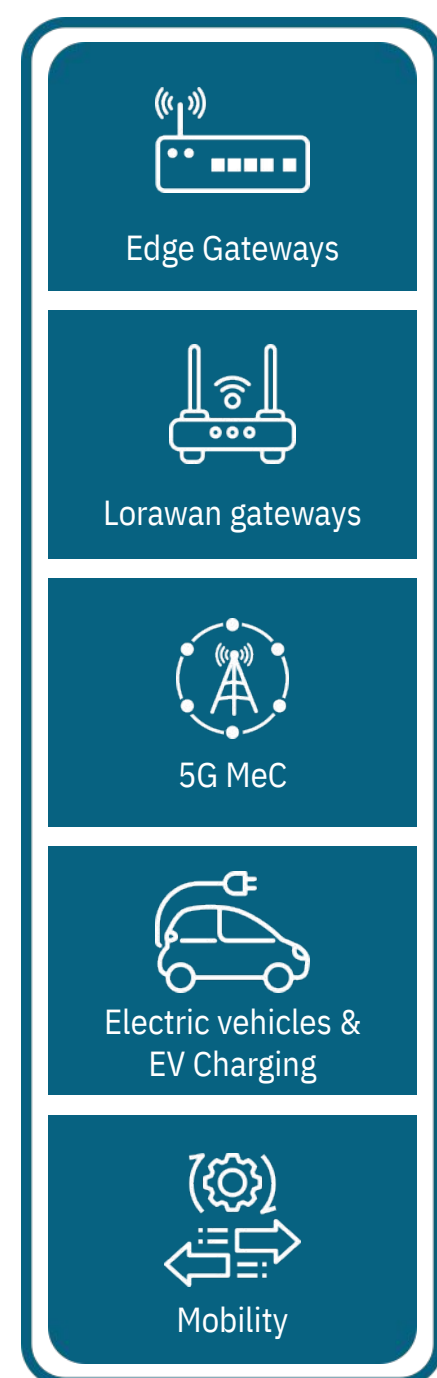 Edge Gateways
Lorawan gateways
5G MeC
Electric vehicles &
EV Charging
Mobility